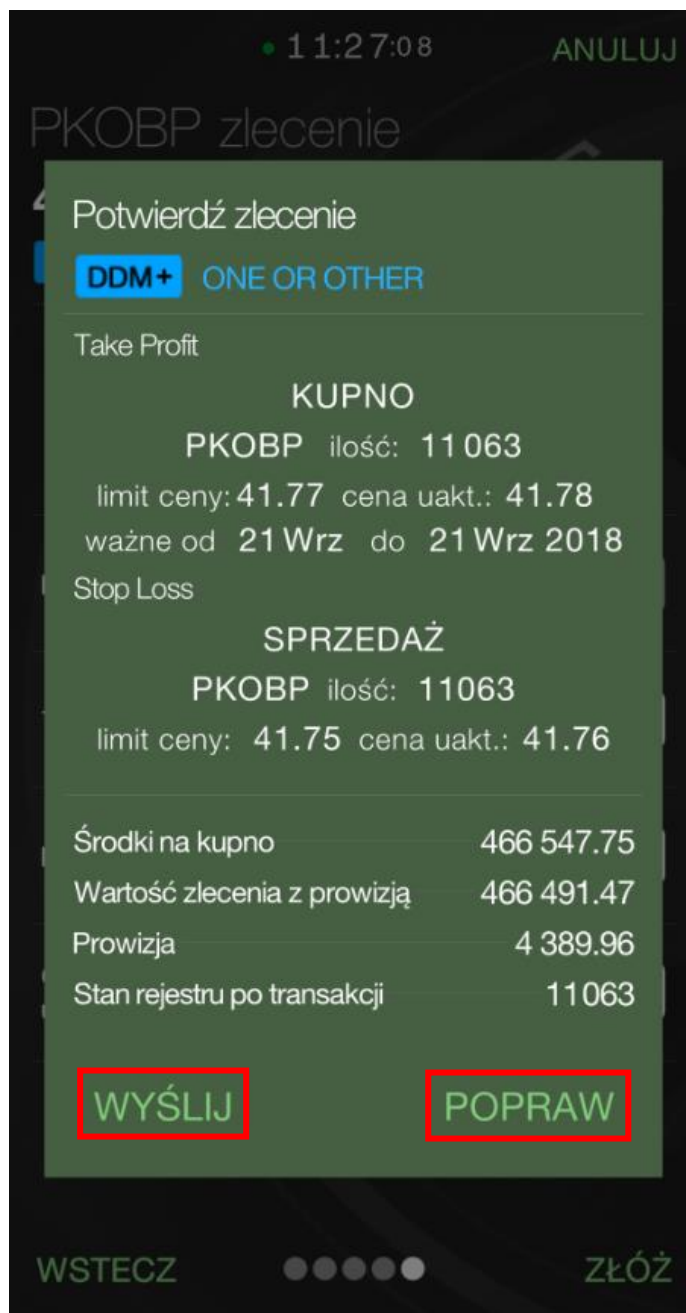 11:27:08 ANULUJ
PKOBP zlecenie
Potwierdź zlecenie
DDM+ ONE OR OTHER
Take Profit
KUPNO
PKOBP ilość: 11 063
limit ceny: 41.77 cena uakt.: 41.78
ważne od 21 Wrz do 21 Wrz 2018
Stop Loss
SPRZEDAŻ
PKOBP ilość: 11063
limit ceny: 41.75 cena uakt.: 41.76
Środki na kupno 466 547.75
Wartość zlecenia z prowizją 466 491.47
Prowizja 4 389.96
Stan rejestru po transakcji 11063
WYŚLIJ POPRAW
WSTECZ ZŁÓŻ